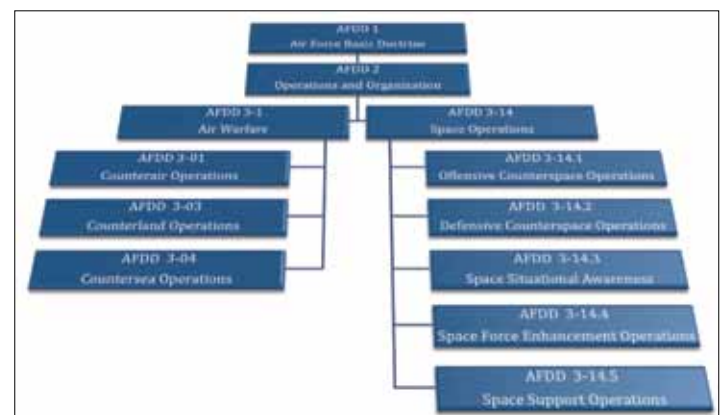 AFDD 1
Air Force Basic Doctrine
AFDD 2
Operations and Organization
AFDD 3-1
Air Warfare
AFDD 3-14
Space Operations
AFDD 3-01
Counterair Operations
AFDD 3-03
Counterland Operations
AFDD 3-04
Countersea Operations
AFDD 3-14.1
Offensive Counterspace Operations
AFDD 3-14.2
Defensive Counterspace Operations
AFDD 3-14.3
Space Situational Awareness
AFDD 3-14.4
Space Force Enhancement Operations
AFDD 3-14.5
Space Support Operations